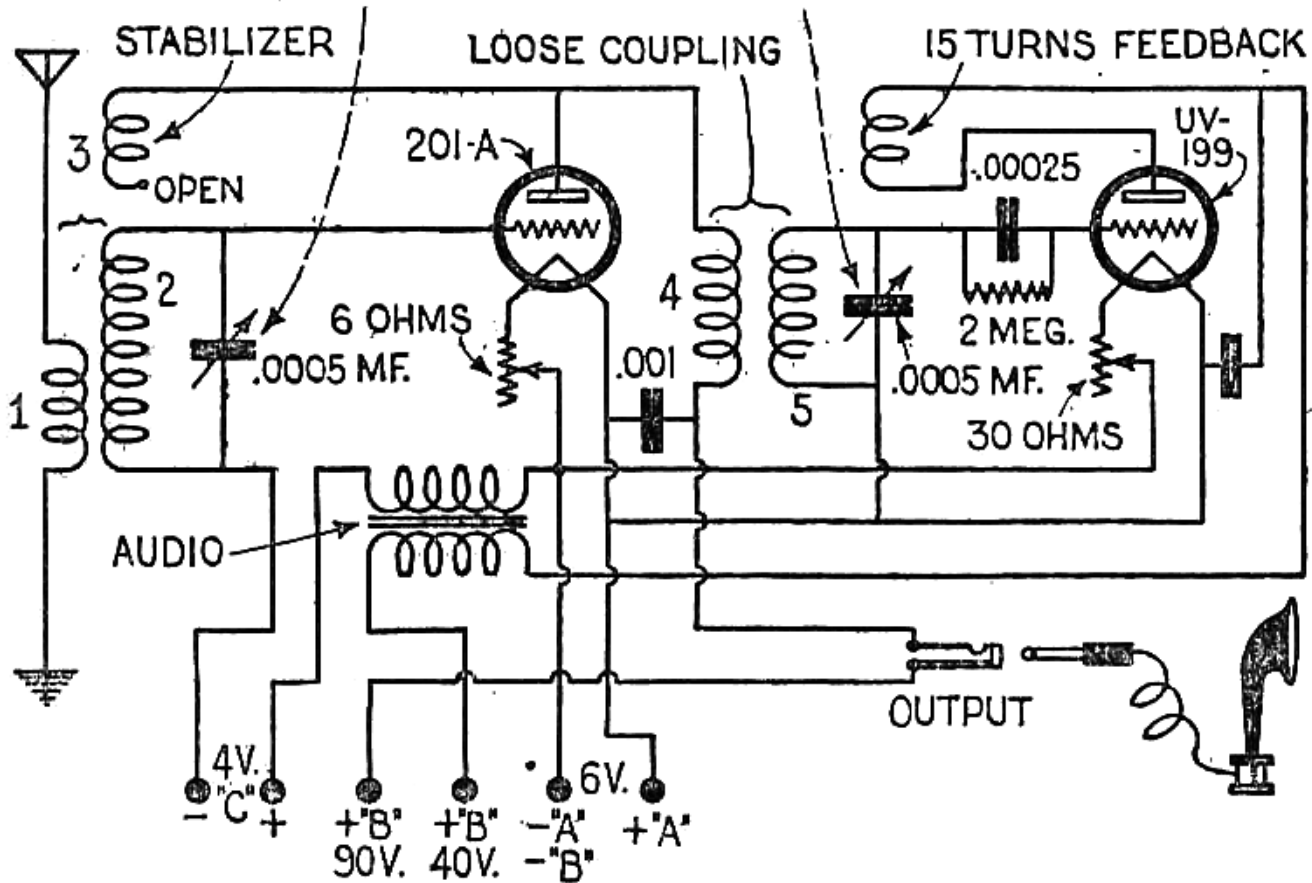 STABILIZER
LOOSE COUPLING
15 TURNS FEEDBACK
3
OPEN
201-A
UV-
199
.00025
2
4
6 OHMS
2 MEG.
1
.0005 MF.
.001
5
.0005 MF.
30 OHMS
AUDIO
OUTPUT
4V.
"C"
-
+
6V.
+"B"
90V.
+"B"
40V.
-"A"
-"B"
+"A"